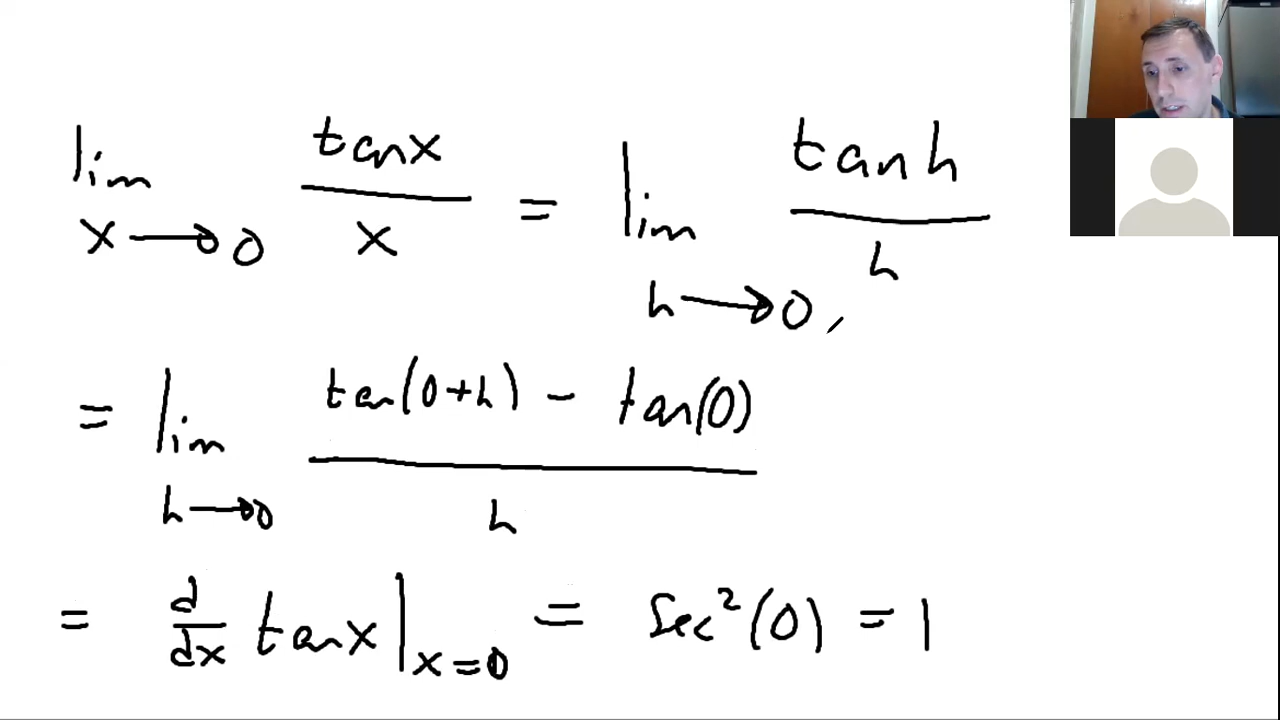 lim x→0 tanx/x = lim h→0, tanh/h
= lim h→0 tan(0+h) - tan(0)/h
= d/dx tanx|x=0 = Sec²(0) = 1